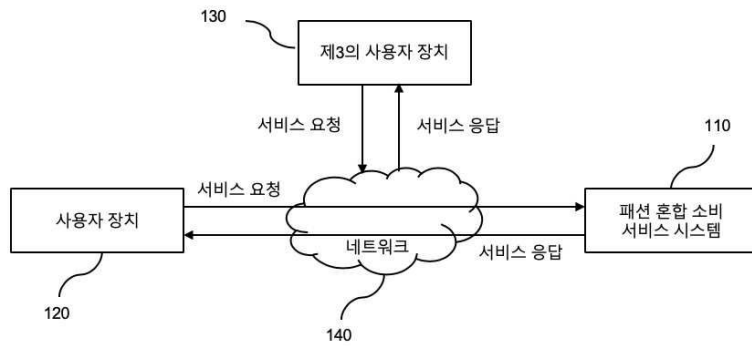 130
제3의 사용자 장치
서비스 요청
서비스 응답
110
서비스 요청
사용자 장치
패션 혼합 소비
서비스 시스템
네트워크
서비스 응답
120
140